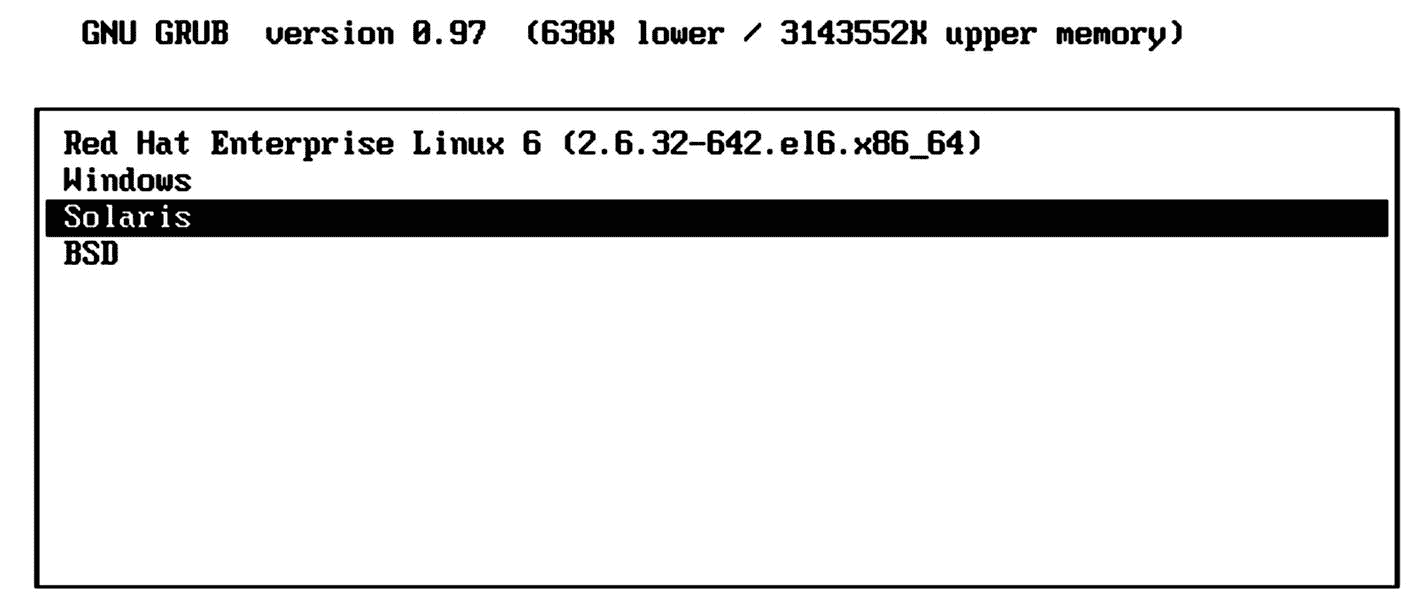 GNU GRUB  version 0.97  (638K lower / 3143552K upper memory)
Red Hat Enterprise Linux 6 (2.6.32-642.el6.x86_64)
Windows
Solaris
BSD